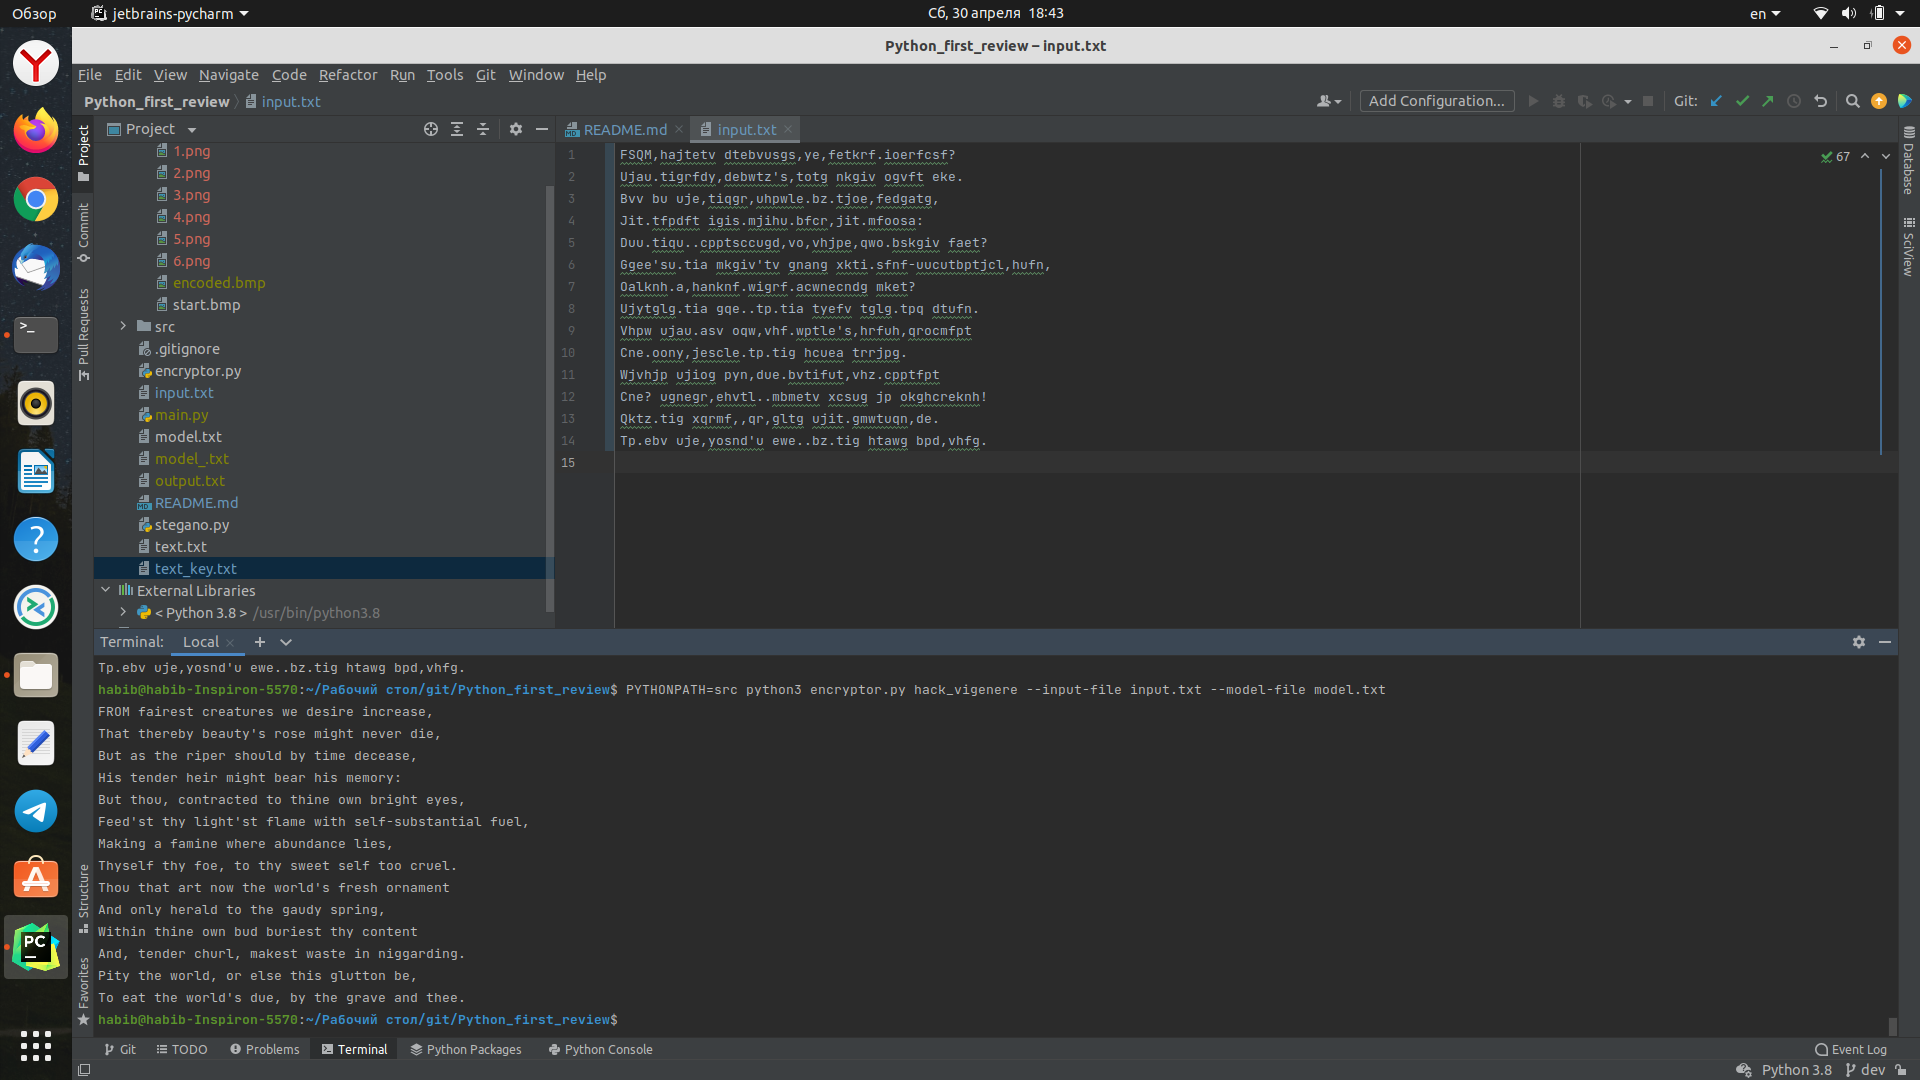 Обзор
jetbrains-pycharm
Сб, 30 апреля 18:43
en
Python_first_review – input.txt
File Edit View Navigate Code Refactor Run Tools Git Window Help
Python_first_review input.txt
Add Configuration...
Git:
Project
README.md
input.txt
1.png
2.png
3.png
4.png
5.png
6.png
encoded.bmp
start.bmp
src
.gitignore
encryptor.py
input.txt
main.py
model.txt
model_.txt
output.txt
README.md
stegano.py
text.txt
text_key.txt
External Libraries
< Python 3.8 > /usr/bin/python3.8
Project
Commit
Pull Requests
Structure
Favorites
67
Database
SciView
1 FSQM,hajtetv dtebvusgs,ye,fetkrf.ioerfcsf?
2 Ujau.tigrfdy,debwtz's,totg nkgiv ogvft eke.
3 Bvv bu uje,tiqgr,uhpwle.bz.tjoe,fedgatg,
4 Jit.tfpdft igis.mjihu.bfcr,jit.mfoosa:
5 Duu.tiqu..cpptsccugd,vo,vhjpe,qwo.bskgiv faet?
6 Ggee'su.tia mkgiv'tv gnang xkti.sfnf-uucutbptjcl,hufn,
7 Oalknh.a,hanknf.wigrf.acwnecndg mket?
8 Ujytglg.tia gqe..tp.tia tyefv tglg.tpq dtufn.
9 Vhpw ujau.asv oqw,vhf.wptle's,hrfuh,qrocmfpt
10 Cne.oony,jescle.tp.tig hcuea trrjpg.
11 Wjvhjp ujiog pyn,due.bvtifut,vhz.cpptfpt
12 Cne? ugnegr,ehvtl..mbmetv xcsug jp okghcreknh!
13 Qktz.tig xqrmf,,qr,gltg ujit.gmwtuqn,de.
14 Tp.ebv uje,yosnd'u ewe..bz.tig htawg bpd,vhfg.
15
Terminal: Local
Tp.ebv uje,yosnd'u ewe..bz.tig htawg bpd,vhfg.
habib@habib-Inspiron-5570:~/Рабочий стол/git/Python_first_review$ PYTHONPATH=src python3 encryptor.py hack_vigenere --input-file input.txt --model-file model.txt
FROM fairest creatures we desire increase,
That thereby beauty's rose might never die,
But as the riper should by time decease,
His tender heir might bear his memory:
But thou, contracted to thine own bright eyes,
Feed'st thy light'st flame with self-substantial fuel,
Making a famine where abundance lies,
Thyself thy foe, to thy sweet self too cruel.
Thou that art now the world's fresh ornament
And only herald to the gaudy spring,
Within thine own bud buriest thy content
And, tender churl, makest waste in niggarding.
Pity the world, or else this glutton be,
To eat the world's due, by the grave and thee.
habib@habib-Inspiron-5570:~/Рабочий стол/git/Python_first_review$
Git TODO Problems Terminal Python Packages Python Console
Event Log
Python 3.8 dev